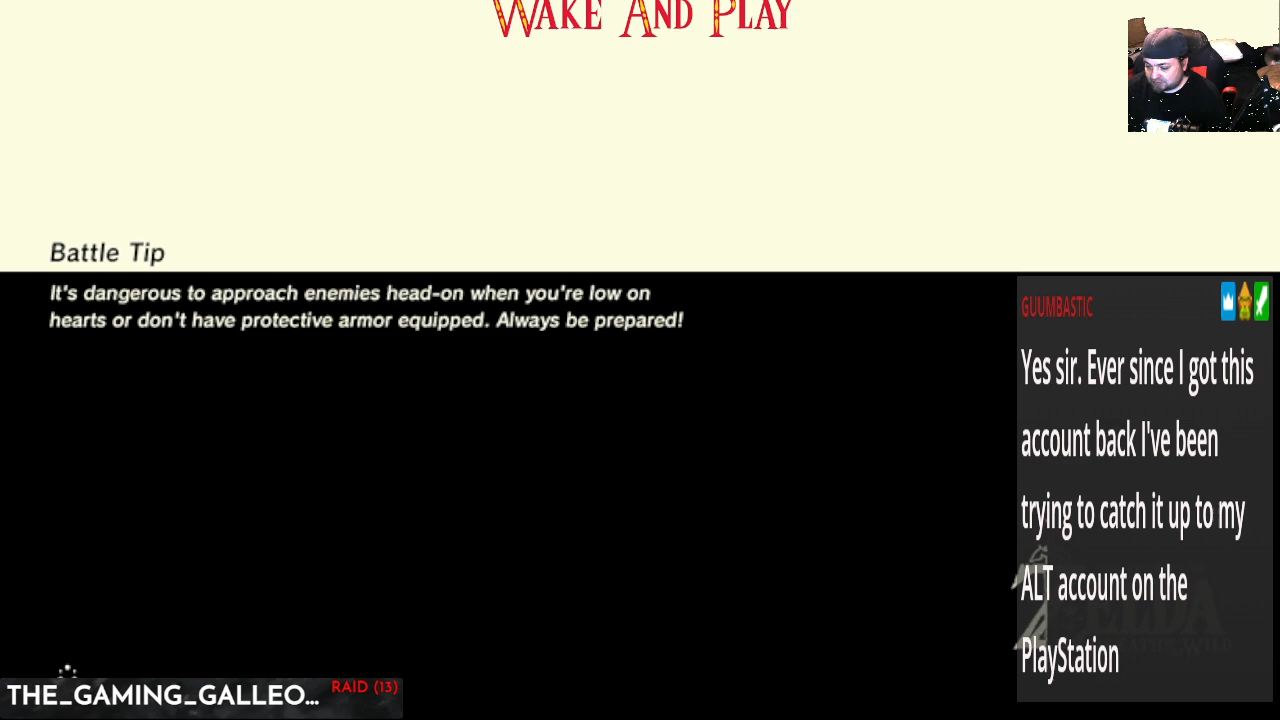 WAKE AND PLAY
Battle Tip
It's dangerous to approach enemies head-on when you're low on
hearts or don't have protective armor equipped. Always be prepared!
GUUMBASTIC
Yes sir. Ever since I got this
account back I've been
trying to catch it up to my
ALT account on the
PlayStation
ZELDA
THE_GAMING_GALLEO...
RAID (13)